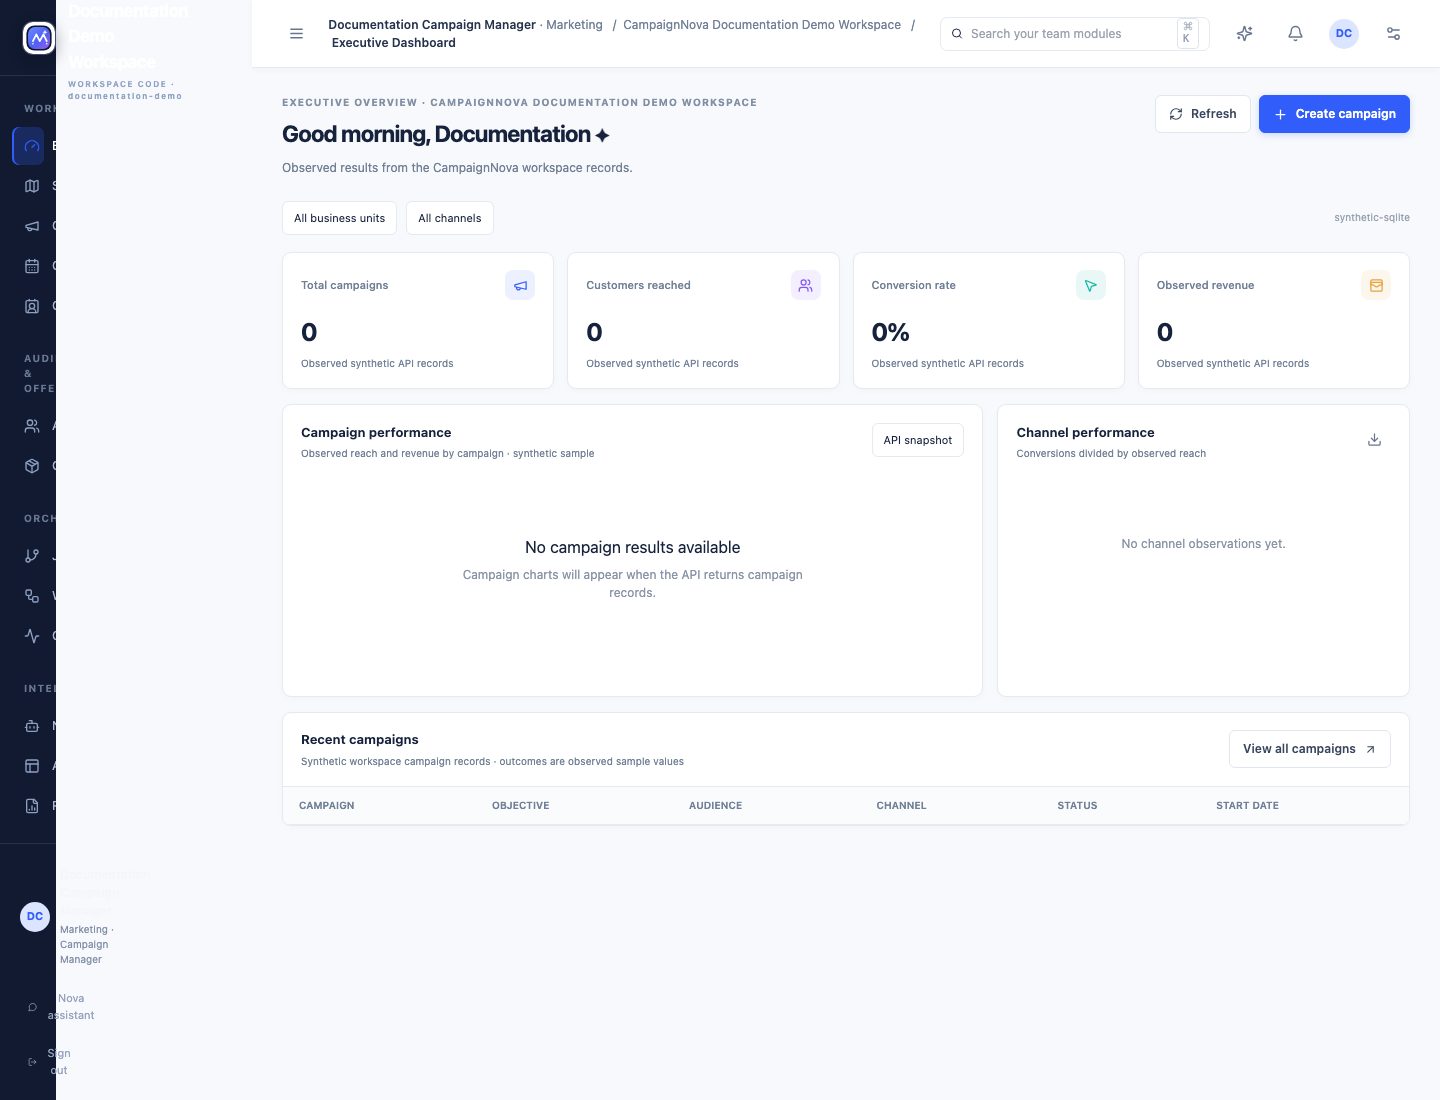 Documentation
Demo
Workspace
WORKSPACE CODE ·
documentation-demo
Documentation Campaign Manager · Marketing / CampaignNova Documentation Demo Workspace /
Executive Dashboard
Search your team modules
⌘
K
DC
EXECUTIVE OVERVIEW · CAMPAIGNNOVA DOCUMENTATION DEMO WORKSPACE
Good morning, Documentation ✦
Observed results from the CampaignNova workspace records.
Refresh
Create campaign
All business units
All channels
synthetic-sqlite
Total campaigns
0
Observed synthetic API records
Customers reached
0
Observed synthetic API records
Conversion rate
0%
Observed synthetic API records
Observed revenue
0
Observed synthetic API records
Campaign performance
Observed reach and revenue by campaign · synthetic sample
API snapshot
No campaign results available
Campaign charts will appear when the API returns campaign
records.
Channel performance
Conversions divided by observed reach
No channel observations yet.
Recent campaigns
Synthetic workspace campaign records · outcomes are observed sample values
View all campaigns
CAMPAIGN
OBJECTIVE
AUDIENCE
CHANNEL
STATUS
START DATE
WORK
AUDI
&
OFFE
ORCH
INTEL
Documentation
Campaign
DC
Marketing ·
Campaign
Manager
Nova
assistant
Sign
out